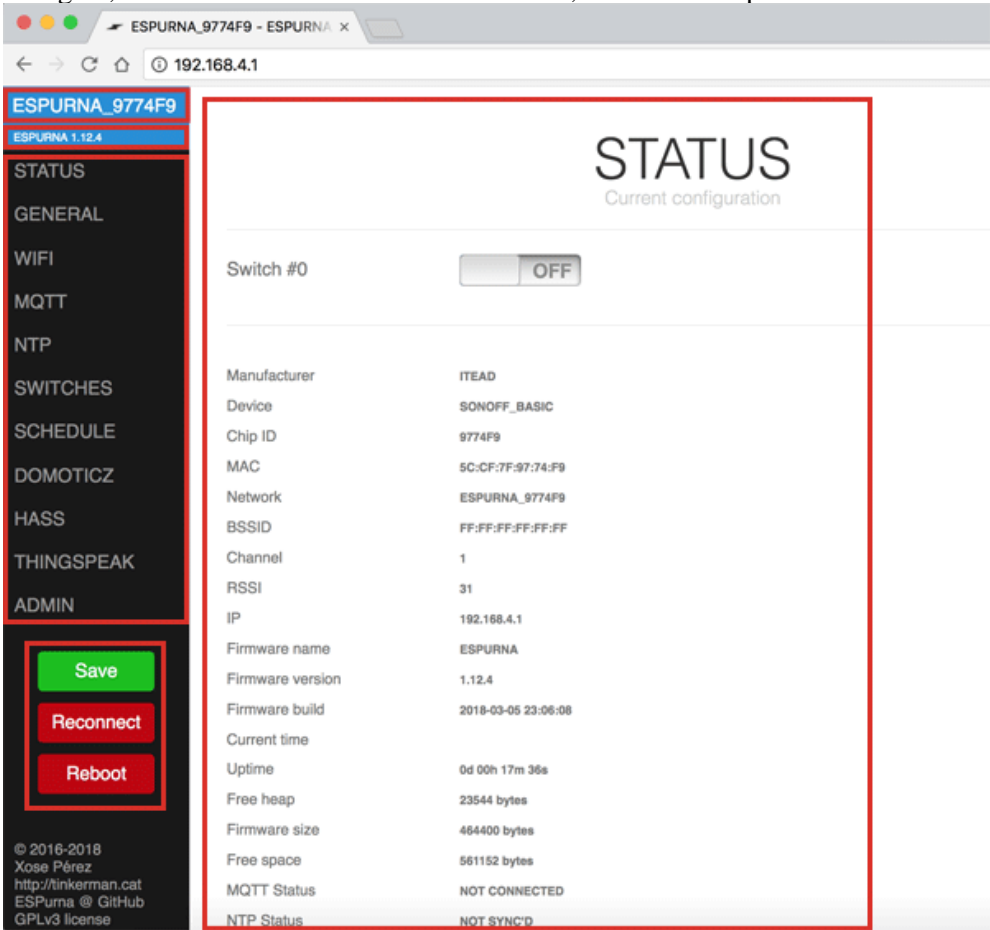 ESPURNA_9774F9 - ESPURNA ×
192.168.4.1
ESPURNA_9774F9
ESPURNA 1.12.4
STATUS
GENERAL
WIFI
MQTT
NTP
SWITCHES
SCHEDULE
DOMOTICZ
HASS
THINGSPEAK
ADMIN
Save
Reconnect
Reboot
© 2016-2018
Xose Pérez
http://tinkerman.cat
ESPurna @ GitHub
GPLv3 license
STATUS
Current configuration
Switch #0 OFF
Manufacturer ITEAD
Device SONOFF_BASIC
Chip ID 9774F9
MAC 5C:CF:7F:97:74:F9
Network ESPURNA_9774F9
BSSID FF:FF:FF:FF:FF:FF
Channel 1
RSSI 31
IP 192.168.4.1
Firmware name ESPURNA
Firmware version 1.12.4
Firmware build 2018-03-05 23:06:08
Current time
Uptime 0d 00h 17m 36s
Free heap 23544 bytes
Firmware size 464400 bytes
Free space 561152 bytes
MQTT Status NOT CONNECTED
NTP Status NOT SYNC'D